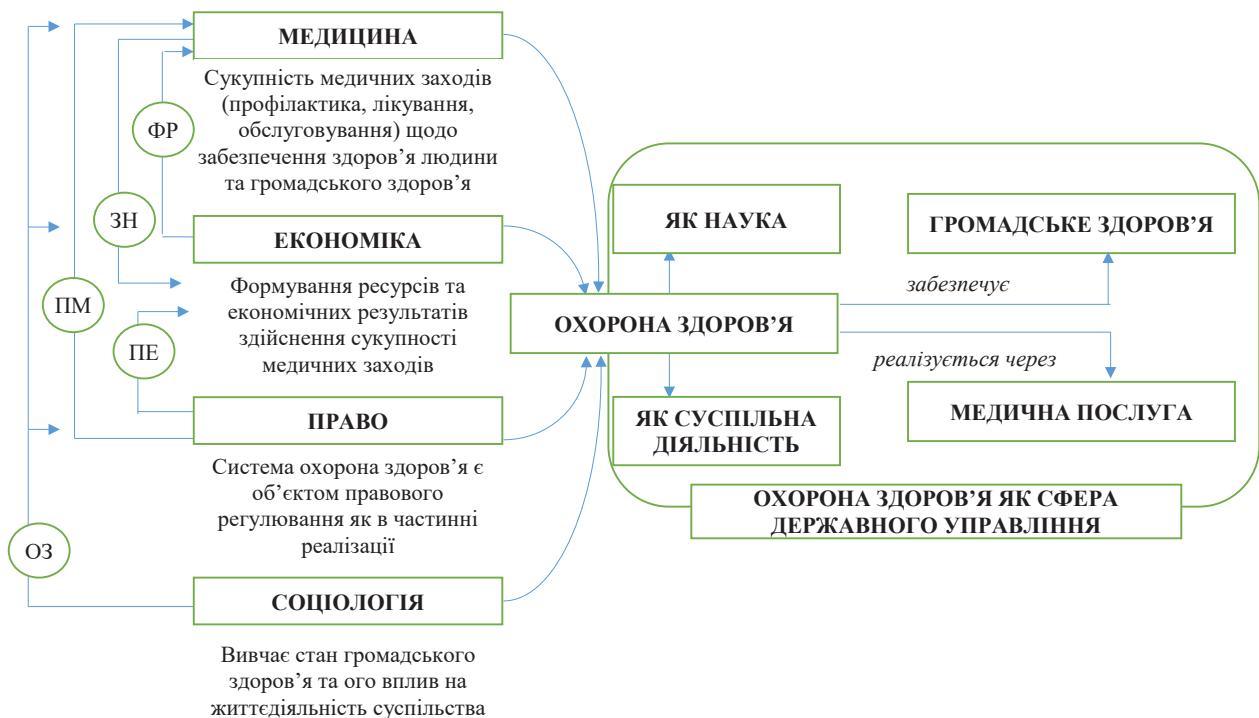 МЕДИЦИНА
Сукупність медичних заходів
(профілактика, лікування,
обслуговування) щодо
забезпечення здоров’я людини
та громадського здоров’я
ФР
ЗН
ЕКОНОМІКА
Формування ресурсів та
економічних результатів
здійснення сукупності
медичних заходів
ПМ
ПЕ
ПРАВО
Система охорона здоров’я є
об’єктом правового
регулювання як в частинні
реалізації
ОЗ
СОЦІОЛОГІЯ
Вивчає стан громадського
здоров’я та ого вплив на
життєдіяльність суспільства
ОХОРОНА ЗДОРОВ’Я
ЯК НАУКА
ЯК СУСПІЛЬНА
ДІЯЛЬНІСТЬ
забезпечує
ГРОМАДСЬКЕ ЗДОРОВ’Я
реалізується через
МЕДИЧНА ПОСЛУГА
ОХОРОНА ЗДОРОВ’Я ЯК СФЕРА
ДЕРЖАВНОГО УПРАВЛІННЯ